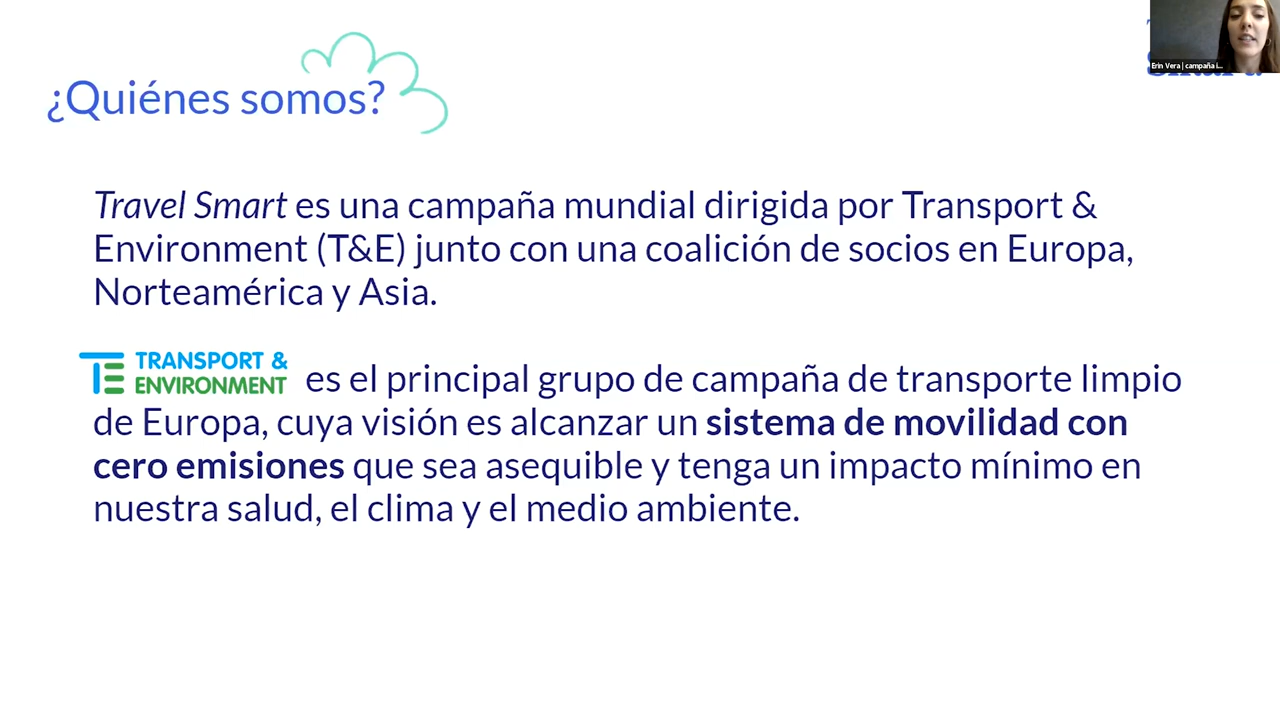 Erin Vera | campaña i...
¿Quiénes somos?
Travel Smart es una campaña mundial dirigida por Transport &
Environment (T&E) junto con una coalición de socios en Europa,
Norteamérica y Asia.
TRANSPORT &
ENVIRONMENT
es el principal grupo de campaña de transporte limpio
de Europa, cuya visión es alcanzar un sistema de movilidad con
cero emisiones que sea asequible y tenga un impacto mínimo en
nuestra salud, el clima y el medio ambiente.